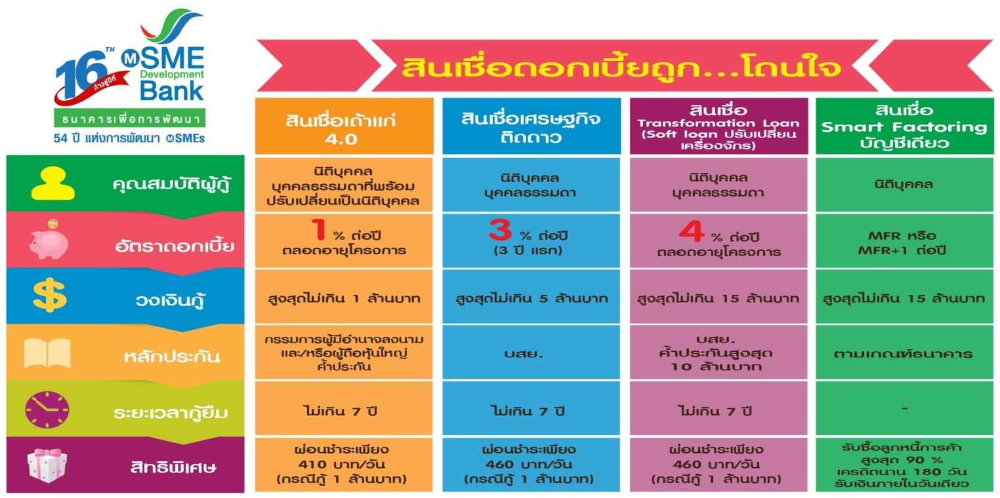 16TH
ก้าวสู่ปีที่
M SME
Development
Bank
ธนาคารเพื่อการพัฒนา
54 ปี แห่งการพัฒนา M SMEs
สินเชื่อดอกเบี้ยถูก...โดนใจ
สินเชื่อเถ้าแก่
4.0
สินเชื่อเศรษฐกิจ
ติดดาว
สินเชื่อ
Transformation Loan
(Soft loan ปรับเปลี่ยน
เครื่องจักร)
สินเชื่อ
Smart Factoring
บัญชีเดียว
คุณสมบัติผู้กู้
นิติบุคคล
บุคคลธรรมดาที่พร้อม
ปรับเปลี่ยนเป็นนิติบุคคล
นิติบุคคล
บุคคลธรรมดา
นิติบุคคล
บุคคลธรรมดา
นิติบุคคล
อัตราดอกเบี้ย
1 % ต่อปี
ตลอดอายุโครงการ
3 % ต่อปี
(3 ปี แรก)
4 % ต่อปี
ตลอดอายุโครงการ
MFR หรือ
MFR+1 ต่อปี
วงเงินกู้
สูงสุดไม่เกิน 1 ล้านบาท
สูงสุดไม่เกิน 5 ล้านบาท
สูงสุดไม่เกิน 15 ล้านบาท
สูงสุดไม่เกิน 15 ล้านบาท
หลักประกัน
กรรมการผู้มีอำนาจลงนาม
และ/หรือผู้ถือหุ้นใหญ่
ค้ำประกัน
บสย.
บสย.
ค้ำประกันสูงสุด
10 ล้านบาท
ตามเกณฑ์ธนาคาร
ระยะเวลากู้ยืม
ไม่เกิน 7 ปี
ไม่เกิน 7 ปี
ไม่เกิน 7 ปี
-
สิทธิพิเศษ
ผ่อนชำระเพียง
410 บาท/วัน
(กรณีกู้ 1 ล้านบาท)
ผ่อนชำระเพียง
460 บาท/วัน
(กรณีกู้ 1 ล้านบาท)
ผ่อนชำระเพียง
460 บาท/วัน
(กรณีกู้ 1 ล้านบาท)
รับซื้อลูกหนี้การค้า
สูงสุด 90 %
เครดิตนาน 180 วัน
รับเงินภายในวันเดียว